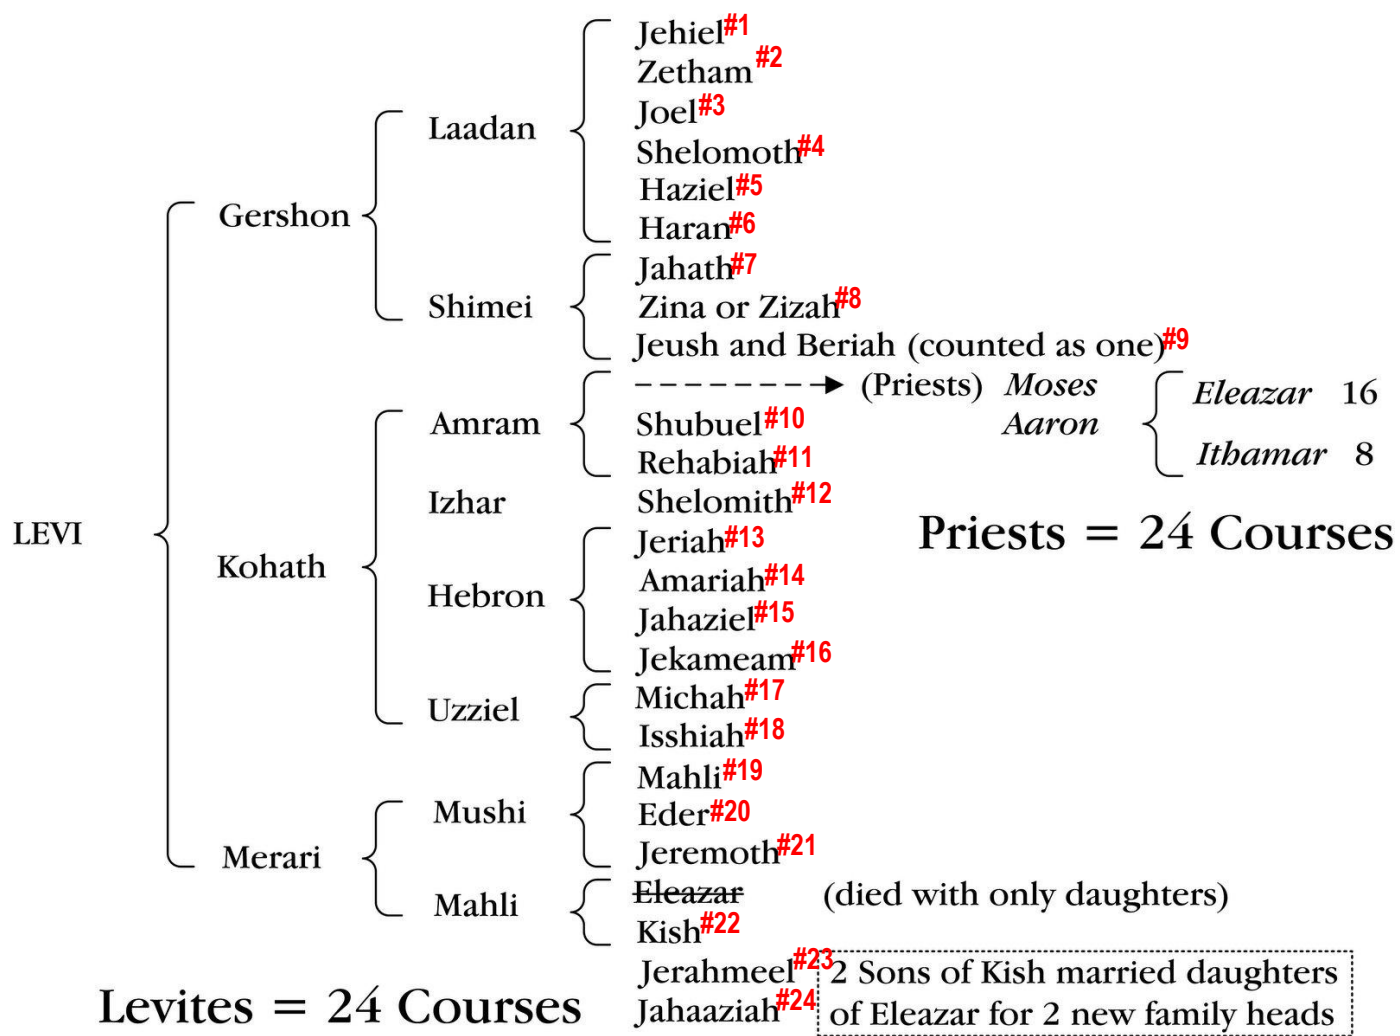 Jehiel#1
Zetham #2
Joel#3
Laadan
Shelomoth#4
Haziel#5
Gershon
Haran#6
Jahath#7
Shimei
Zina or Zizah#8
Jeush and Beriah (counted as one)#9
(Priests) Moses
Eleazar 16
Amram
Shubuel#10
Aaron
Rehabiah#11
Ithamar 8
Izhar
Shelomith#12
LEVI
Jeriah#13
Priests = 24 Courses
Kohath
Amariah#14
Hebron
Jahaziel#15
Jekameam#16
Michah#17
Uzziel
Isshiah#18
Mahli#19
Mushi
Eder#20
Merari
Jeremoth#21
Eleazar (died with only daughters)
Mahli
Kish#22
Jerahmeel#23
2 Sons of Kish married daughters
Levites = 24 Courses
Jahaaziah#24
of Eleazar for 2 new family heads